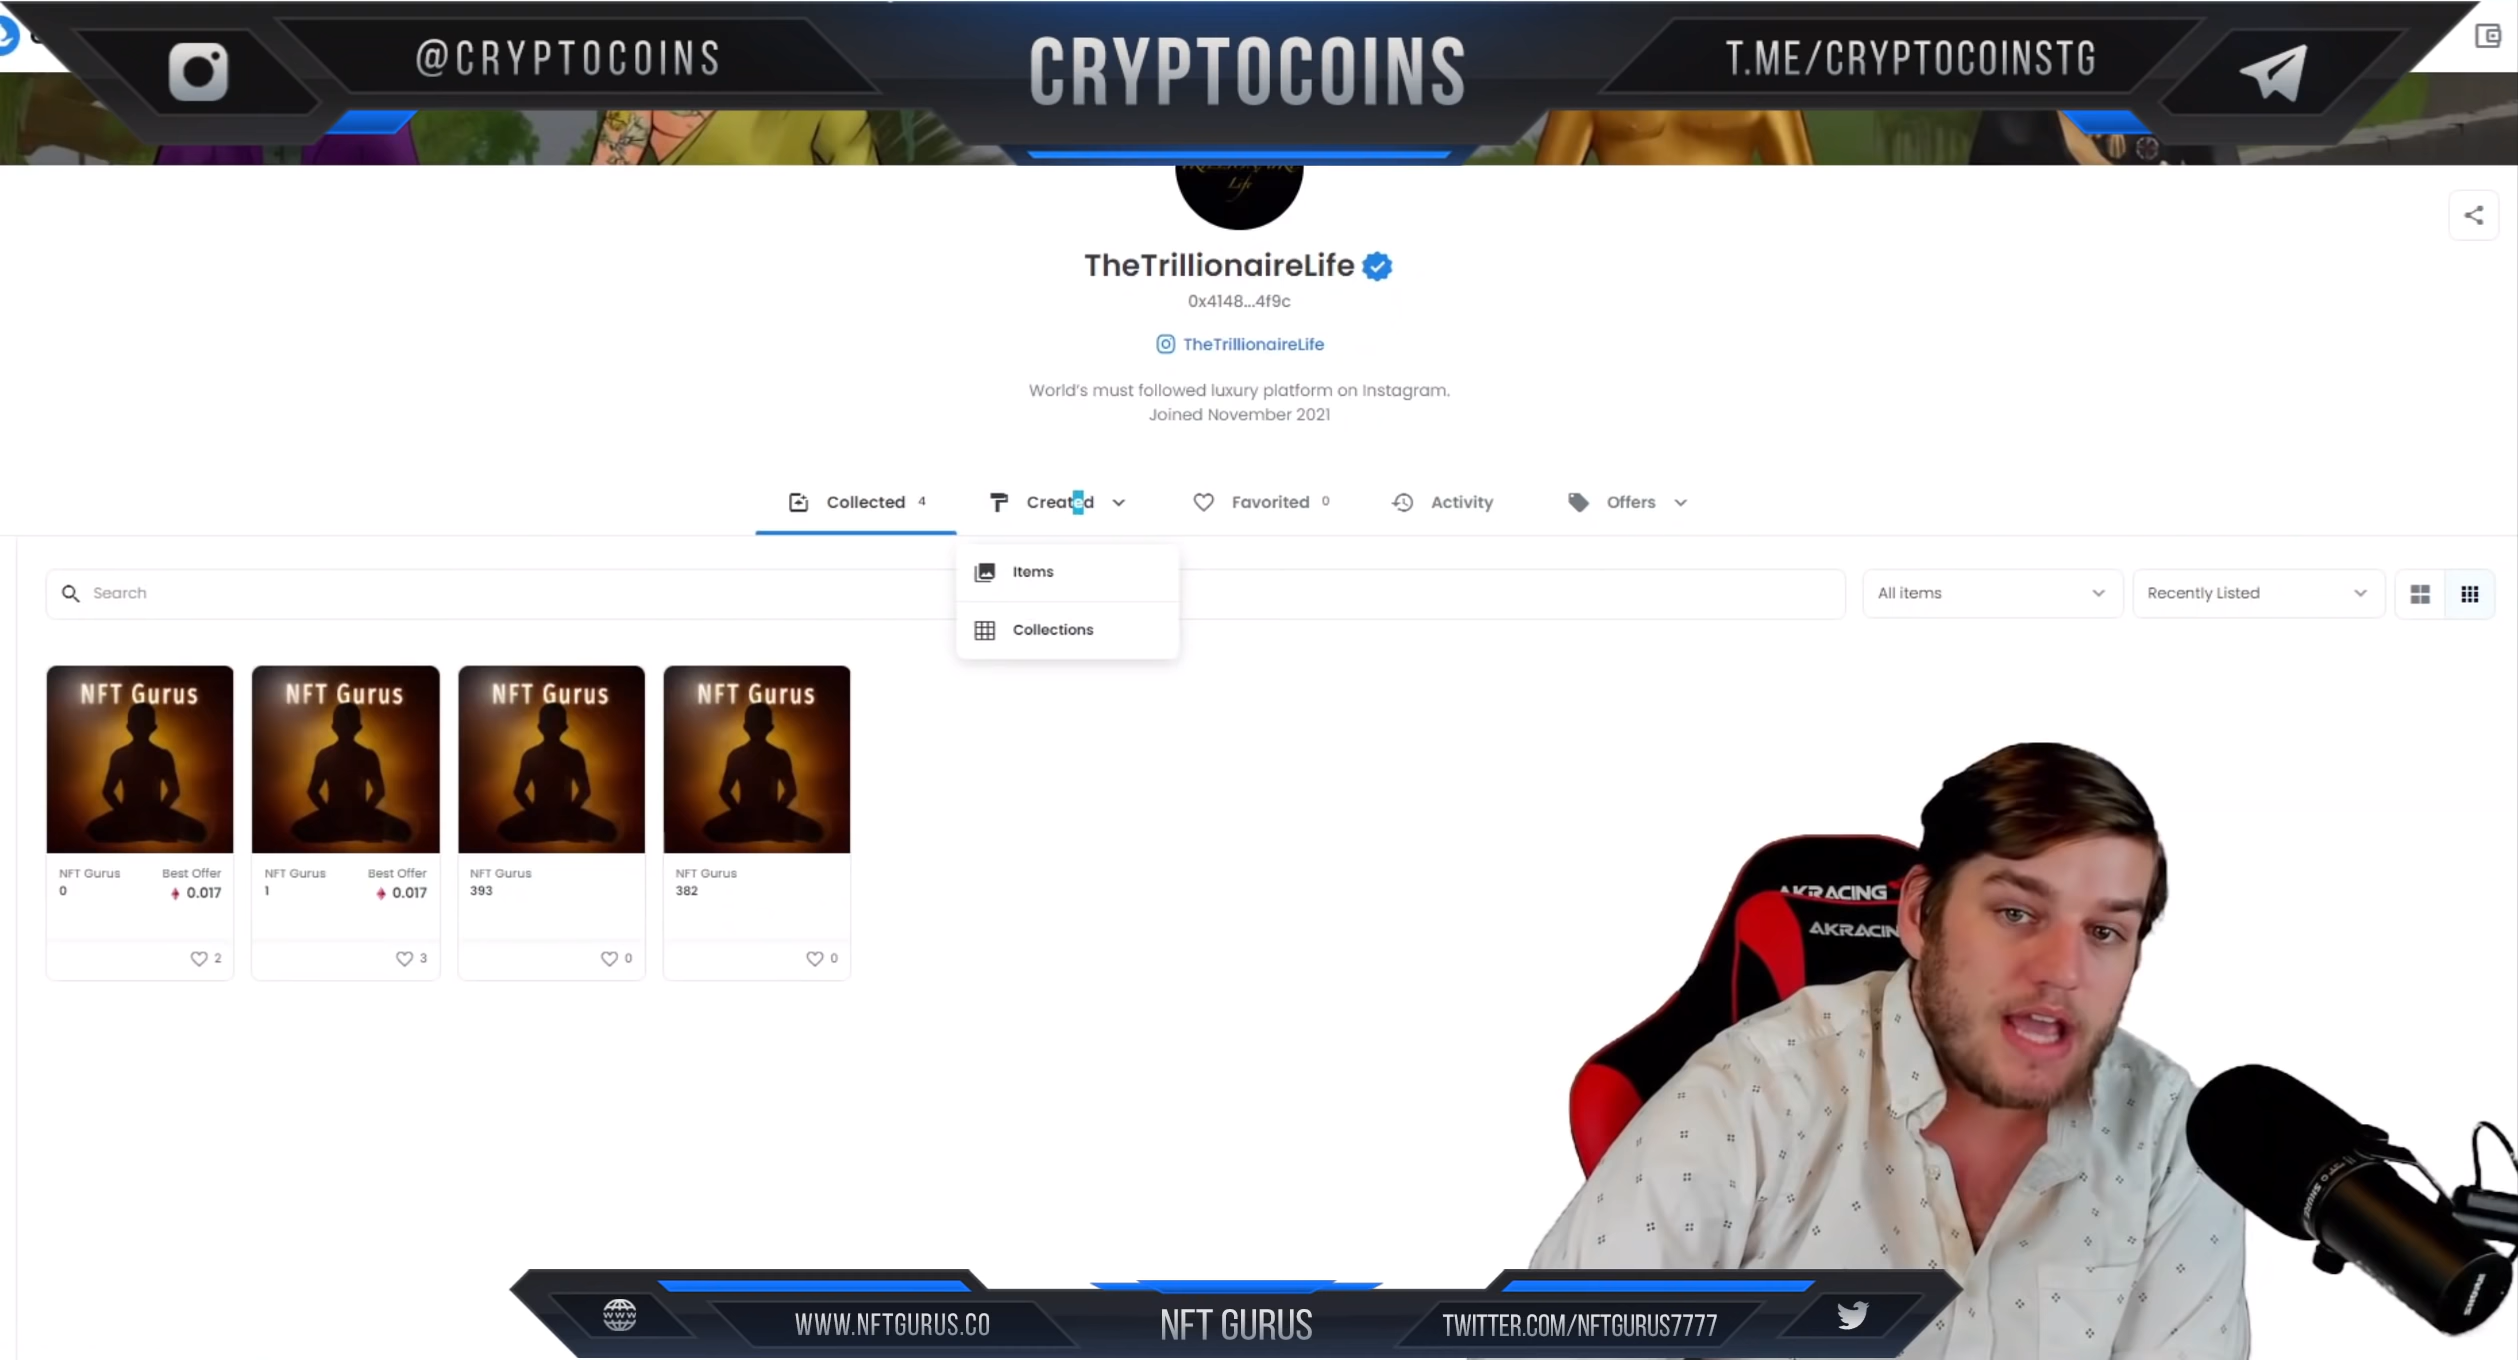 @CRYPTOCOINS
CRYPTOCOINS
T.ME/CRYPTOCOINSTG
Life
TheTrillionaireLife
0x4148...4f9c
TheTrillionaireLife
World's must followed luxury platform on Instagram.
Joined November 2021
Collected 4
Created
Favorited 0
Activity
Offers
Items
Collections
Search
All items
Recently Listed
NFT Gurus
NFT Gurus
NFT Gurus
NFT Gurus
NFT Gurus Best Offer
0 0.017
2
NFT Gurus Best Offer
1 0.017
3
NFT Gurus
393
0
NFT Gurus
382
0
AKRACING
AKRACIN
WWW.NFTGURUS.CO
NFT GURUS
TWITTER.COM/NFTGURUS7777